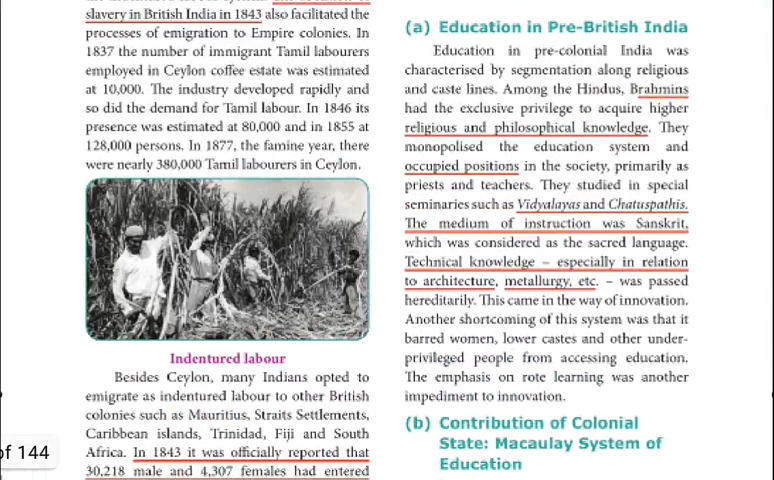 slavery in British India in 1843 also facilitated the
processes of emigration to Empire colonies. In
1837 the number of immigrant Tamil labourers
employed in Ceylon coffee estate was estimated
at 10,000. The industry developed rapidly and
so did the demand for Tamil labour. In 1846 its
presence was estimated at 80,000 and in 1855 at
128,000 persons. In 1877, the famine year, there
were nearly 380,000 Tamil labourers in Ceylon.
Indentured labour
Besides Ceylon, many Indians opted to
emigrate as indentured labour to other British
colonies such as Mauritius, Straits Settlements,
Caribbean islands, Trinidad, Fiji and South
Africa. In 1843 it was officially reported that
30,218 male and 4,307 females had entered
of 144
(a) Education in Pre-British India
Education in pre-colonial India was
characterised by segmentation along religious
and caste lines. Among the Hindus, Brahmins
had the exclusive privilege to acquire higher
religious and philosophical knowledge. They
monopolised the education system and
occupied positions in the society, primarily as
priests and teachers. They studied in special
seminaries such as Vidyalayas and Chatuspathis.
The medium of instruction was Sanskrit,
which was considered as the sacred language.
Technical knowledge – especially in relation
to architecture, metallurgy, etc. – was passed
hereditarily. This came in the way of innovation.
Another shortcoming of this system was that it
barred women, lower castes and other under-
privileged people from accessing education.
The emphasis on rote learning was another
impediment to innovation.
(b) Contribution of Colonial
State: Macaulay System of
Education